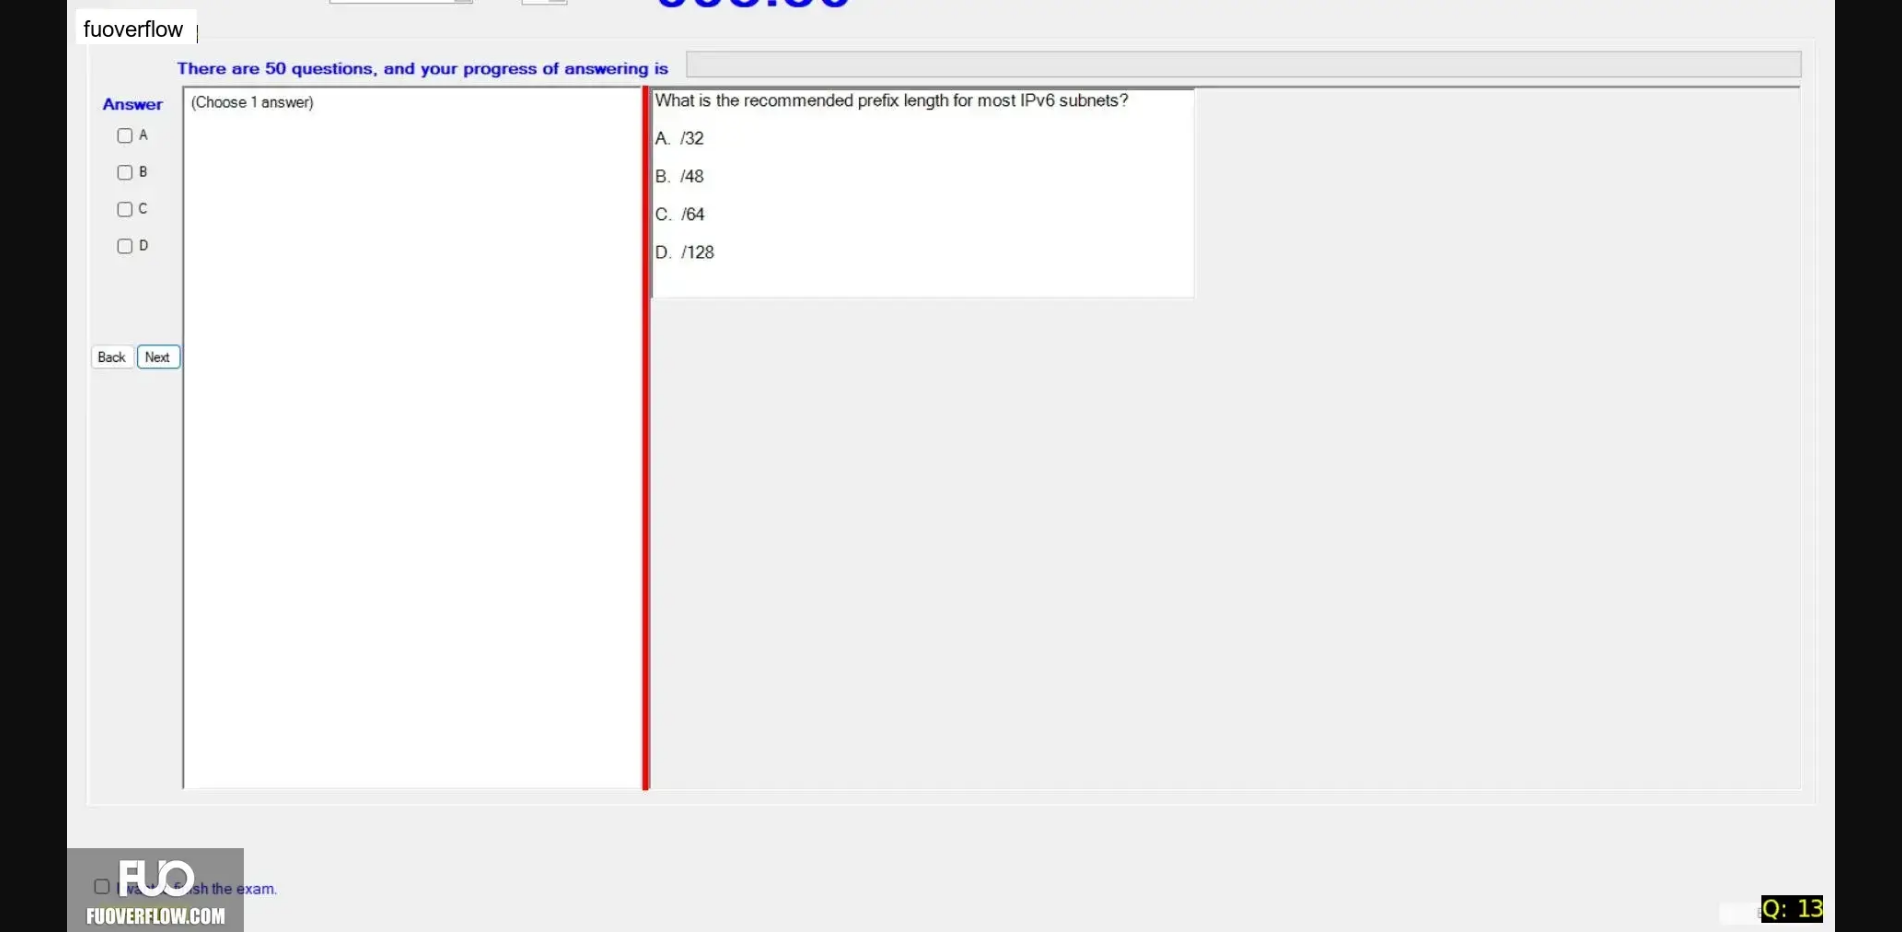 fuoverflow
There are 50 questions, and your progress of answering is
Answer
(Choose 1 answer)
A
B
C
D
Back
Next
What is the recommended prefix length for most IPv6 subnets?
A. /32
B. /48
C. /64
D. /128
FUO
sh the exam.
FUOVERFLOW.COM
Q: 13